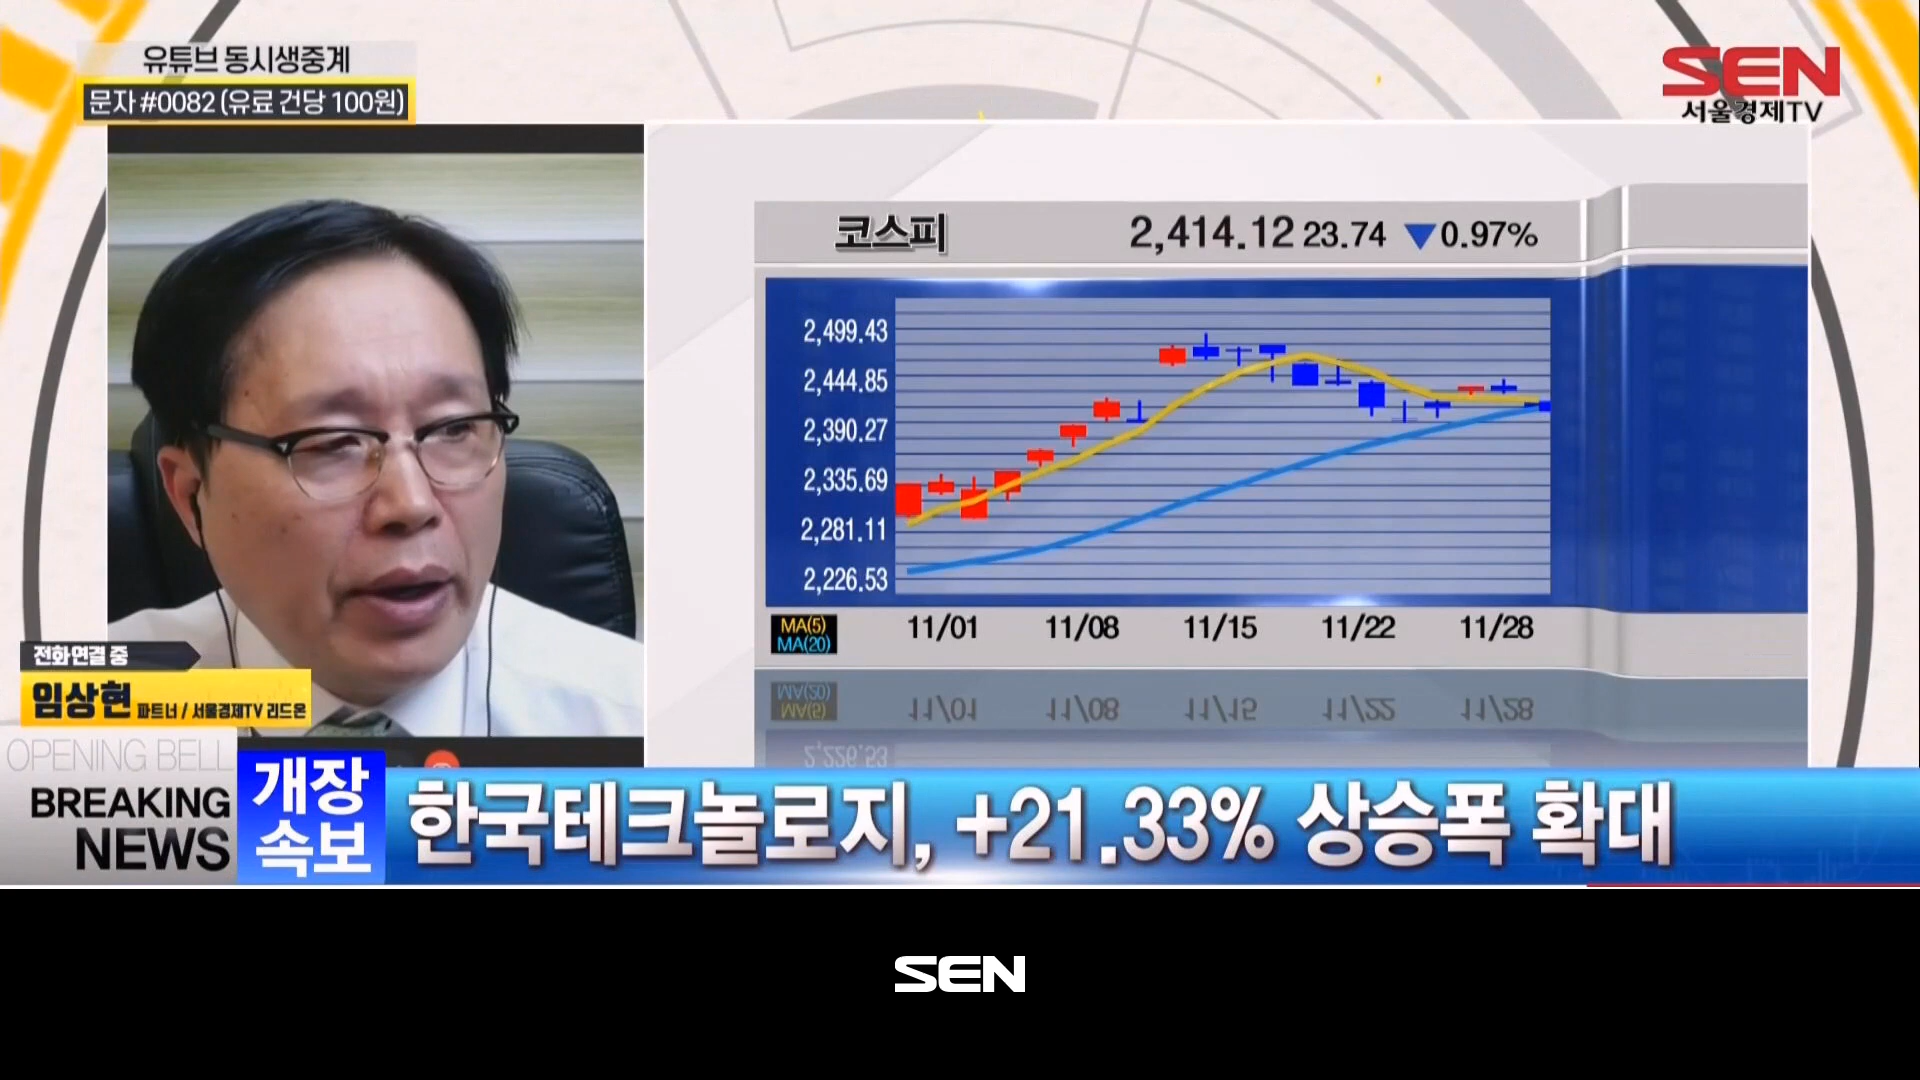 유튜브 동시생중계
문자 #0082 (유료 건당 100원)
SEN
서울경제TV
코스피 2,414.12 23.74 ▼0.97%
2,499.43
2,444.85
2,390.27
2,335.69
2,281.11
2,226.53
MA(5)
MA(20)
11/01 11/08 11/15 11/22 11/28
전화연결 중
임상현 파트너 / 서울경제TV 리드온
OPENING BELL
BREAKING
NEWS
개장
속보
한국테크놀로지, +21.33% 상승폭 확대
SEN